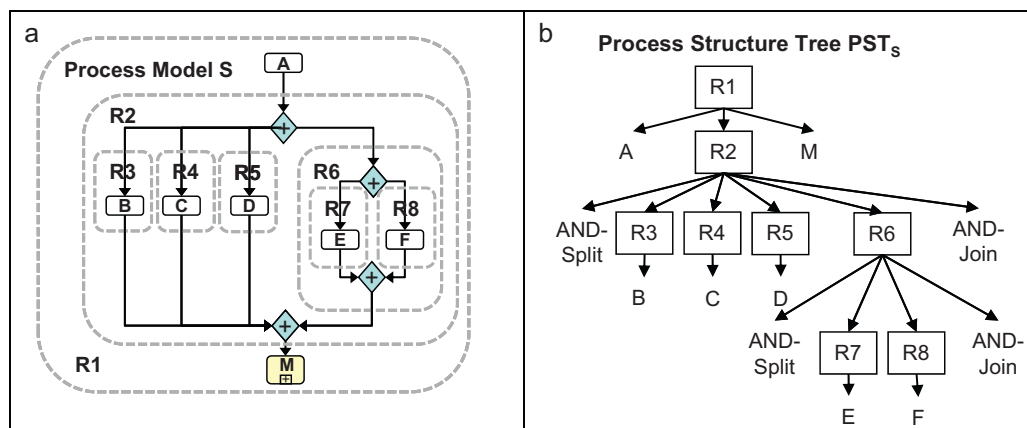 a
Process Model S
A
R2
+
R3
R4
R5
R6
+
R7
R8
B
C
D
E
F
+
+
R1
M
+
b
Process Structure Tree PSTS
R1
A
R2
M
AND-
Split
R3
R4
R5
R6
AND-
Join
B
C
D
AND-
Split
R7
R8
AND-
Join
E
F